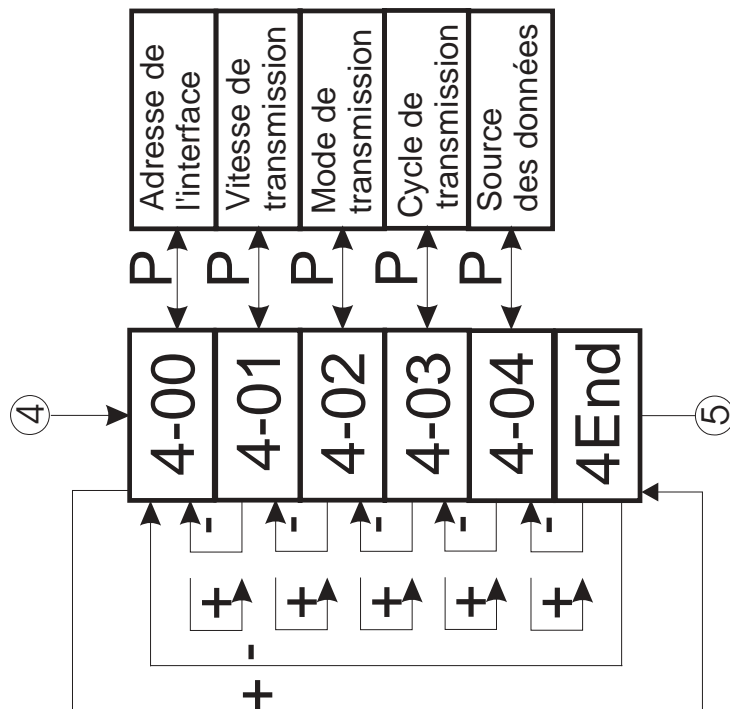 4
4-00
P
Adresse de
l'interface
+
-
4-01
P
Vitesse de
transmission
+ -
+
-
4-02
P
Mode de
transmission
+
-
4-03
P
Cycle de
transmission
+
-
4-04
P
Source
des données
+
-
4End
5